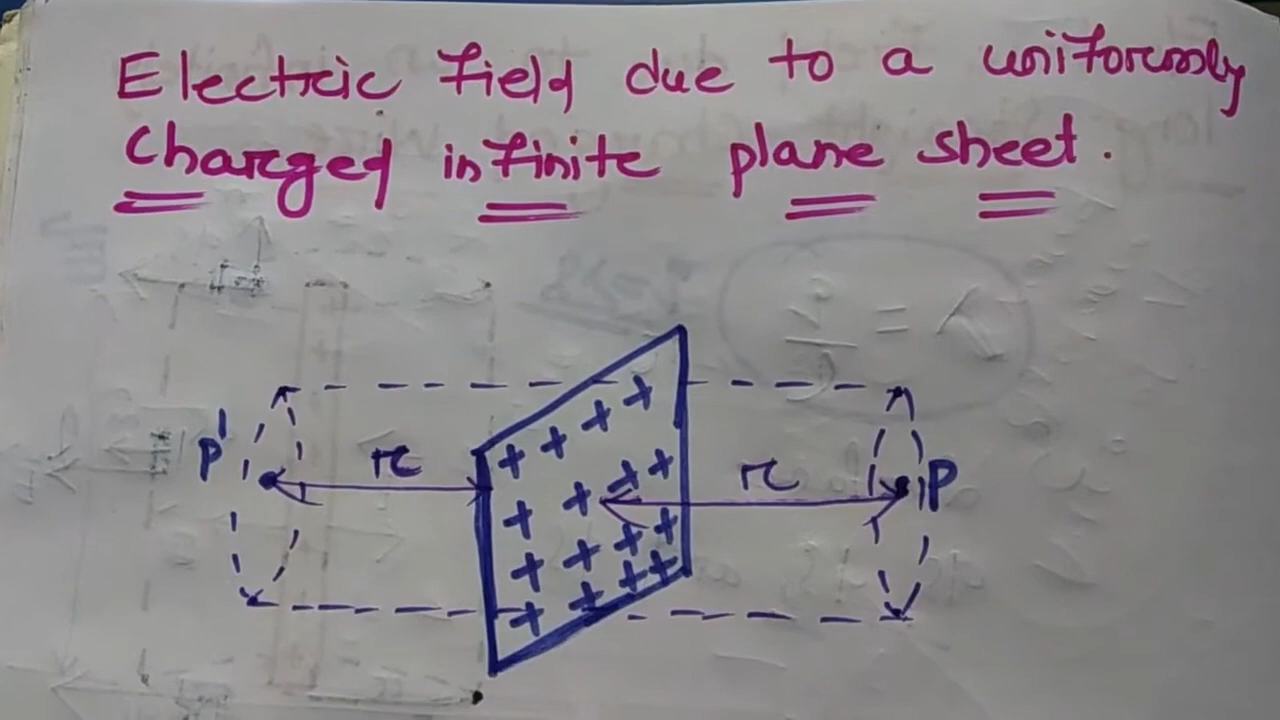 Electric field due to a uniformly
charged infinite plane sheet.
+ + + +
P' r + + r P
+ +
+ + + +
+ + + +